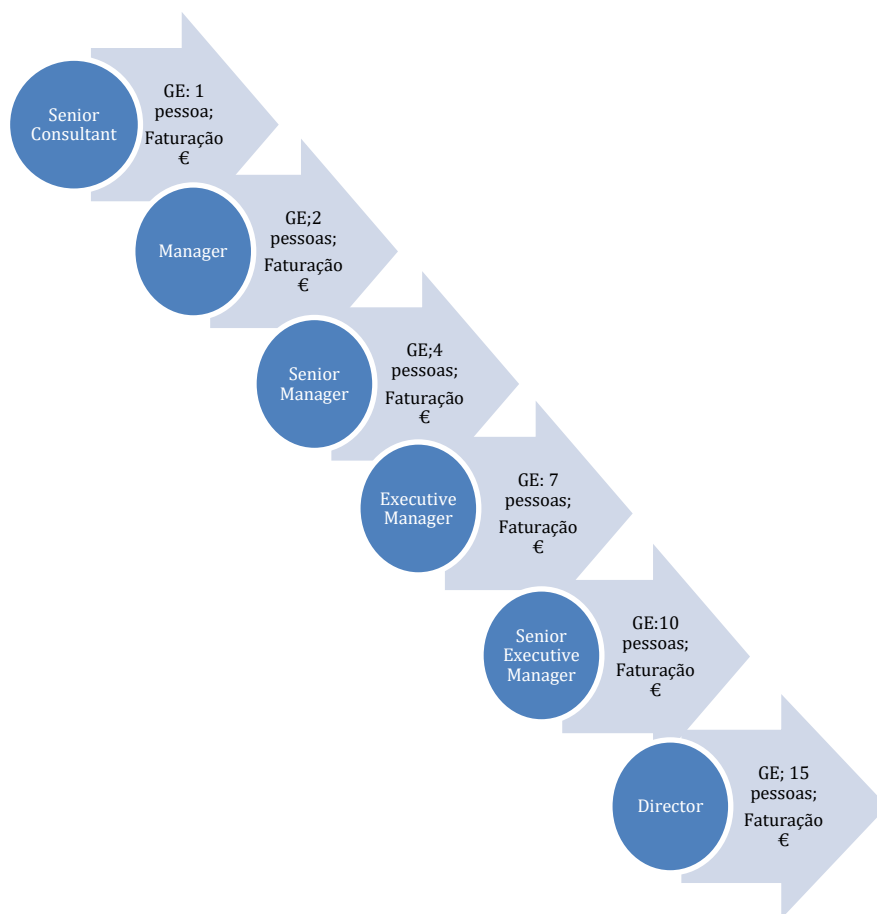 Senior
Consultant
GE: 1
pessoa;
Faturação
€
Manager
GE;2
pessoas;
Faturação
€
Senior
Manager
GE;4
pessoas;
Faturação
€
Executive
Manager
GE: 7
pessoas;
Faturação
€
Senior
Executive
Manager
GE:10
pessoas;
Faturação
€
Director
GE; 15
pessoas;
Faturação
€